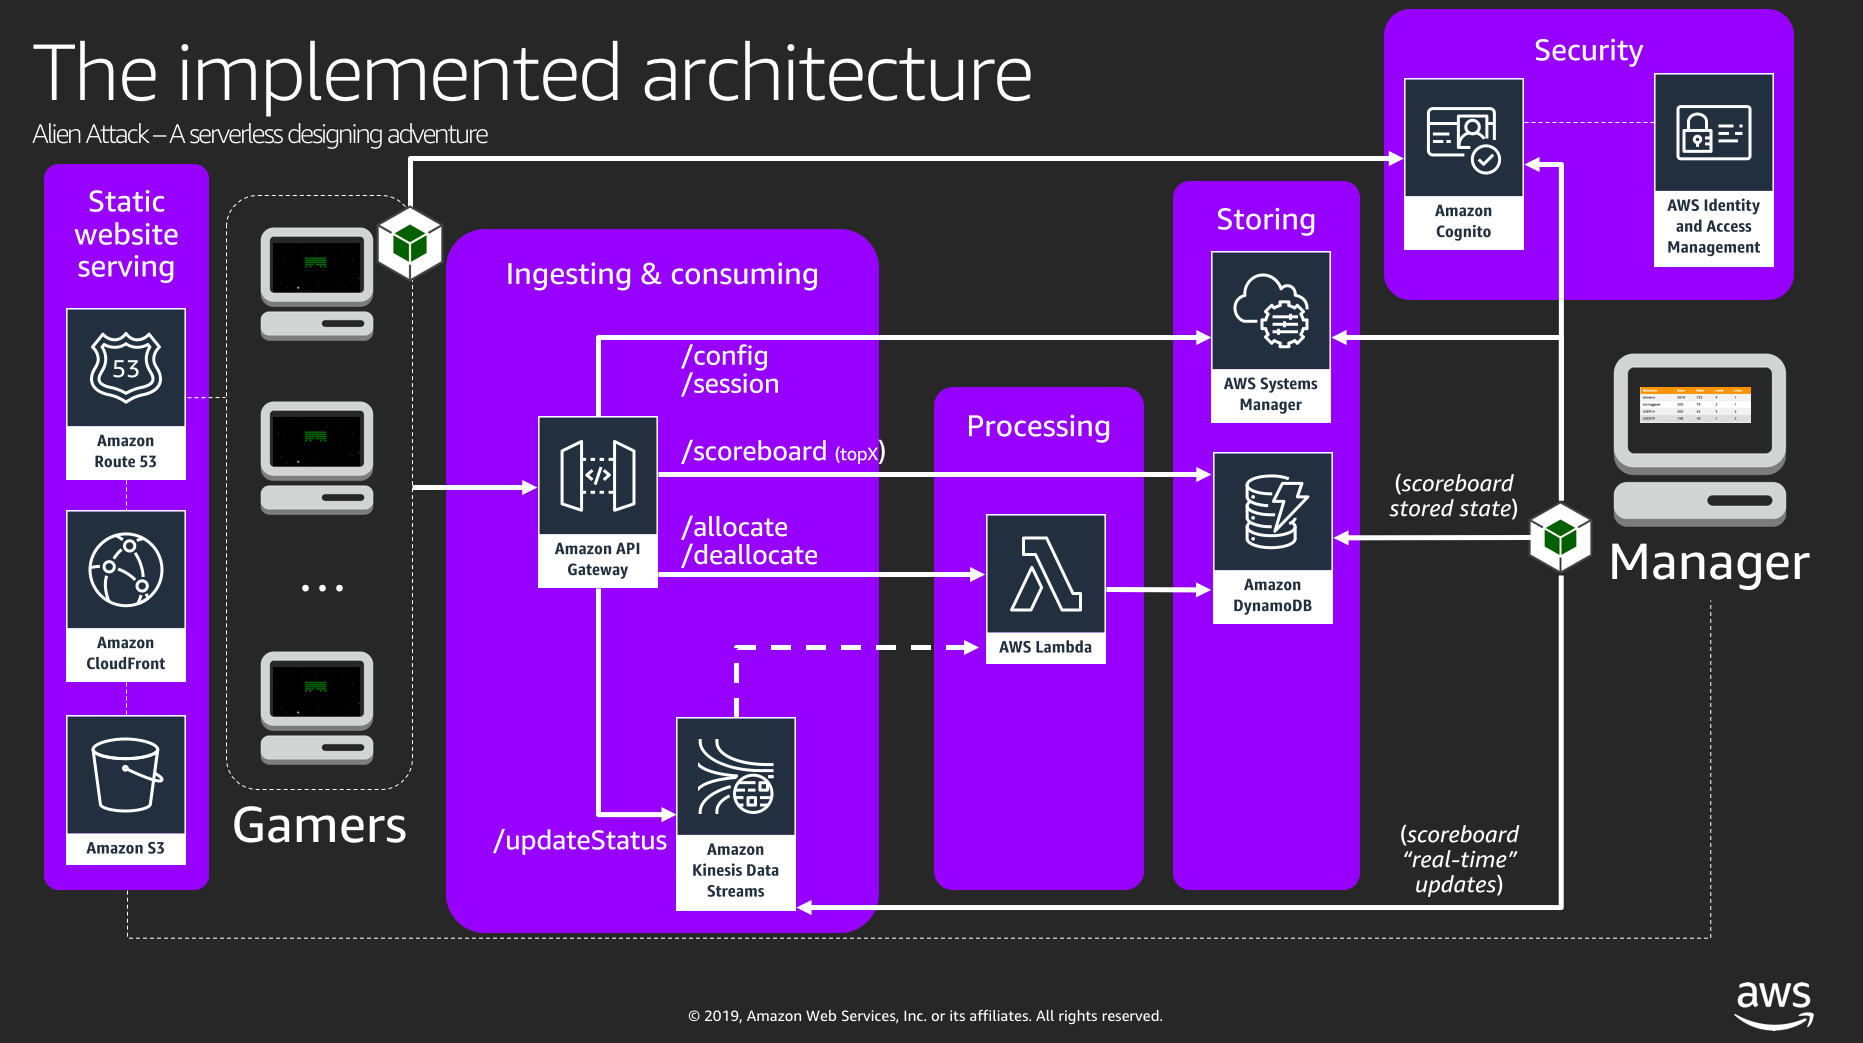 The implemented architecture
Alien Attack – A serverless designing adventure
Security
Amazon
Cognito
AWS Identity
and Access
Management
Static
website
serving
53
Amazon
Route 53
Amazon
CloudFront
Amazon S3
Gamers
Ingesting & consuming
/config
/session
/scoreboard (topX)
/allocate
/deallocate
Amazon API
Gateway
/updateStatus
Amazon
Kinesis Data
Streams
Processing
AWS Lambda
Storing
AWS Systems
Manager
Amazon
DynamoDB
(scoreboard
stored state)
(scoreboard
“real-time”
updates)
Manager
© 2019, Amazon Web Services, Inc. or its affiliates. All rights reserved.
aws